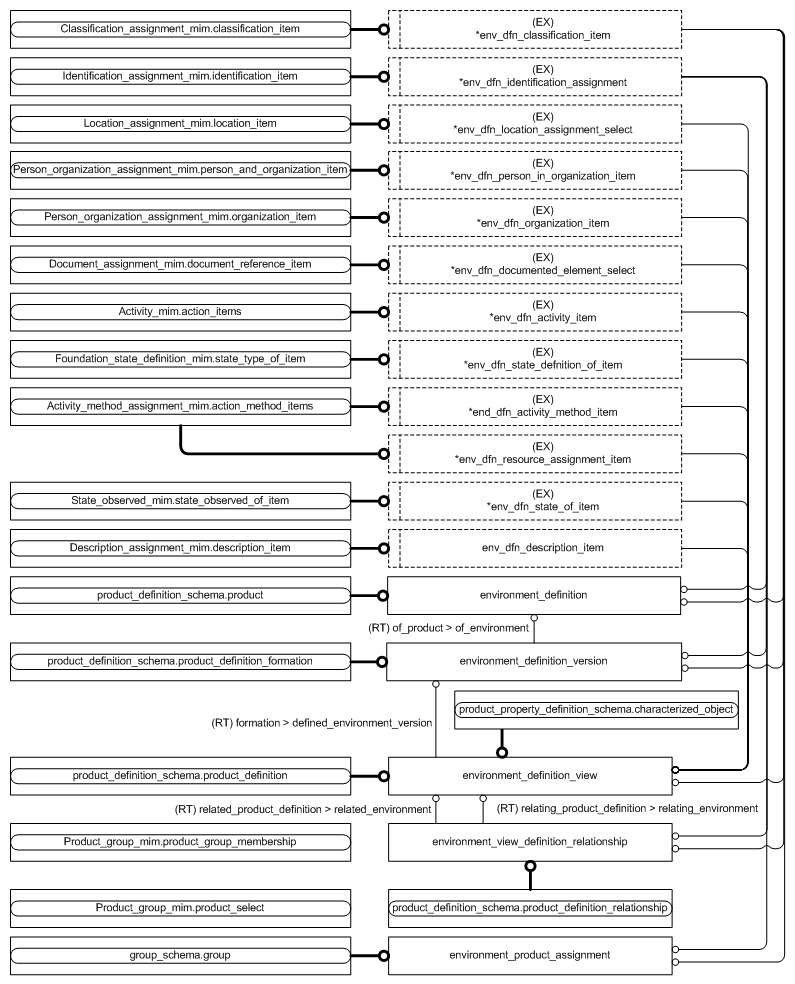 Classification_assignment_mim.classification_item
(EX)
*env_dfn_classification_item
Identification_assignment_mim.identification_item
(EX)
*env_dfn_identification_assignment
Location_assignment_mim.location_item
(EX)
*env_dfn_location_assignment_select
Person_organization_assignment_mim.person_and_organization_item
(EX)
*env_dfn_person_in_organization_item
Person_organization_assignment_mim.organization_item
(EX)
*env_dfn_organization_item
Document_assignment_mim.document_reference_item
(EX)
*env_dfn_documented_element_select
Activity_mim.action_items
(EX)
*env_dfn_activity_item
Foundation_state_definition_mim.state_type_of_item
(EX)
*env_dfn_state_defnition_of_item
Activity_method_assignment_mim.action_method_items
(EX)
*end_dfn_activity_method_item
(EX)
*env_dfn_resource_assignment_item
State_observed_mim.state_observed_of_item
(EX)
*env_dfn_state_of_item
Description_assignment_mim.description_item
env_dfn_description_item
product_definition_schema.product
environment_definition
(RT) of_product > of_environment
product_definition_schema.product_definition_formation
environment_definition_version
product_property_definition_schema.characterized_object
(RT) formation > defined_environment_version
product_definition_schema.product_definition
environment_definition_view
(RT) related_product_definition > related_environment
(RT) relating_product_definition > relating_environment
Product_group_mim.product_group_membership
environment_view_definition_relationship
Product_group_mim.product_select
product_definition_schema.product_definition_relationship
group_schema.group
environment_product_assignment